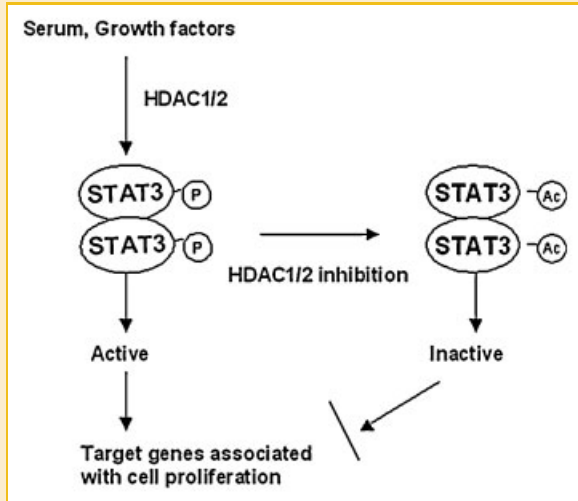 Serum, Growth factors
HDAC1/2
STAT3 P
STAT3 P
STAT3 Ac
STAT3 Ac
HDAC1/2 inhibition
Active
Inactive
Target genes associated
with cell proliferation